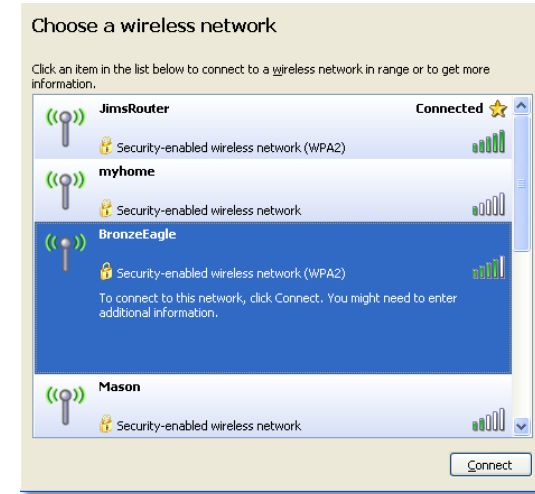 Choose a wireless network
Click an item in the list below to connect to a wireless network in range or to get more
information.
JimsRouter Connected
Security-enabled wireless network (WPA2)
myhome
Security-enabled wireless network
BronzeEagle
Security-enabled wireless network (WPA2)
To connect to this network, click Connect. You might need to enter
additional information.
Mason
Security-enabled wireless network
Connect